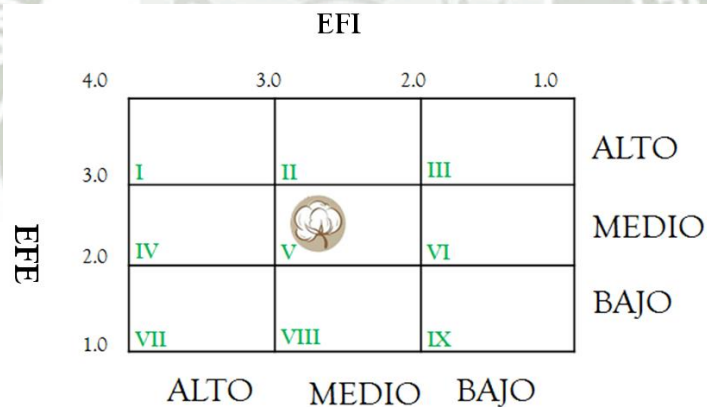 EFI
4.0 3.0 2.0 1.0
I II III ALTO
3.0
EFE
IV V VI MEDIO
2.0
VII VIII IX BAJO
1.0
ALTO MEDIO BAJO